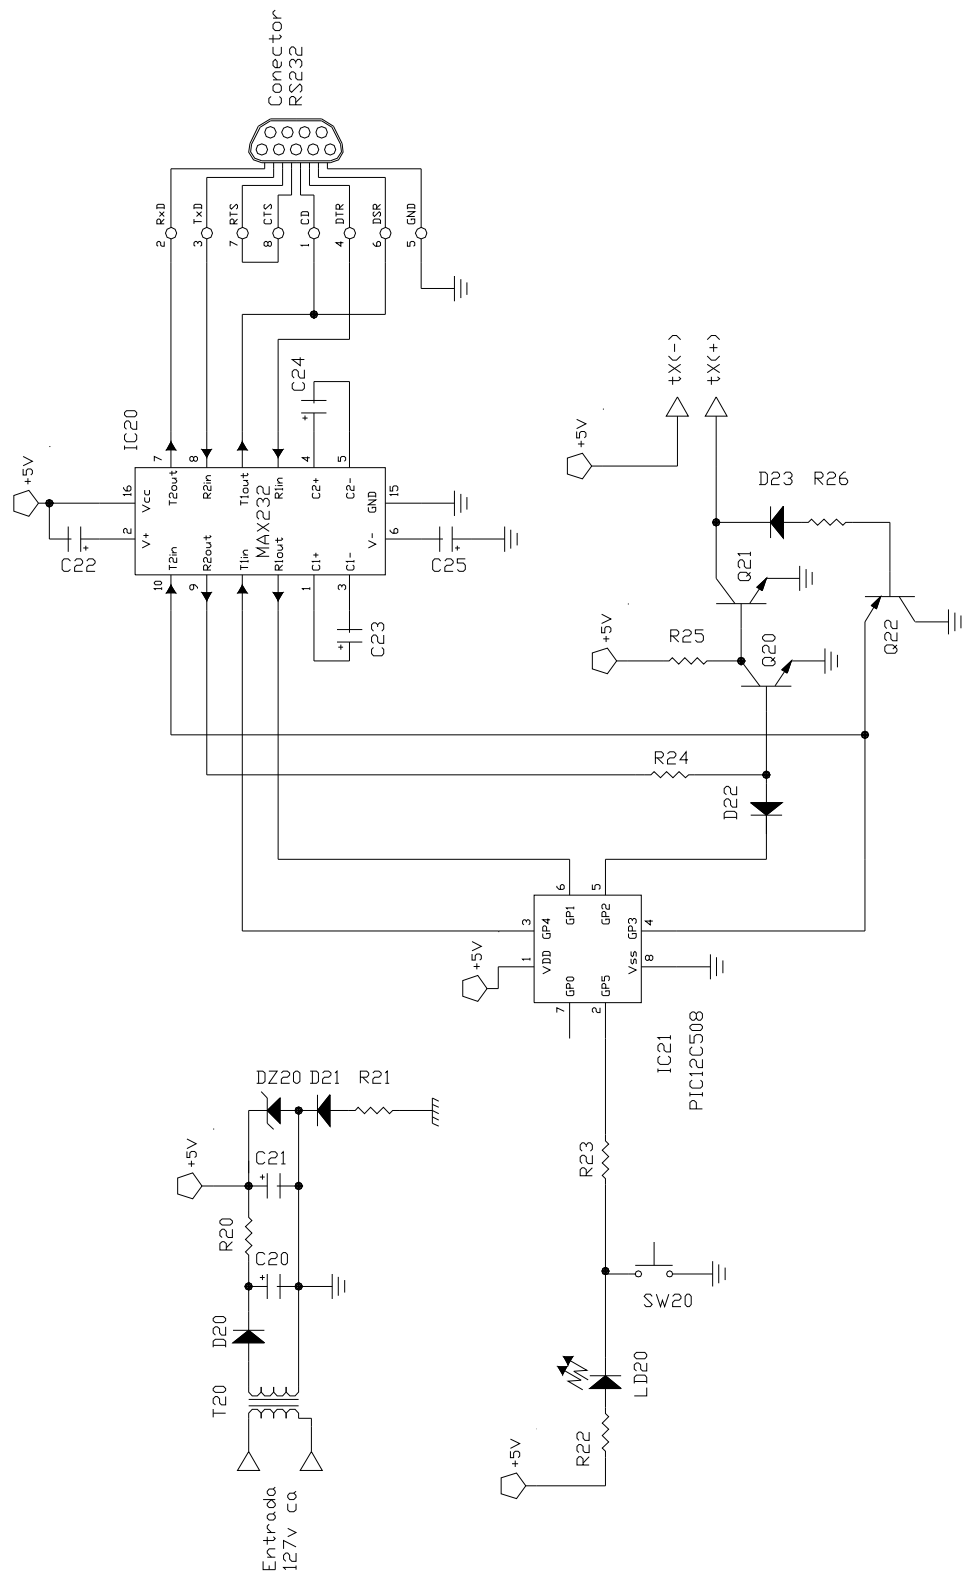 Conector
RS232
2 RxD
3 TxD
7 RTS
8 CTS
1 CD
4 DTR
6 DSR
5 GND
C24
IC20
7
8
4
5
+5V
16
Vcc
T2out
R2in
T1out
R1in
C2+
C2-
GND
15
MAX232
2
V+
T2in
R2out
T1in
R1out
C1+
C1-
V-
6
C22
C25
10
9
1
3
C23
tX(-)
tX(+)
+5V
D23
R26
Q21
+5V
R25
Q20
Q22
R24
D22
6
5
3
GP4
GP1
GP2
GP3
4
+5V
1
VDD
GP0
GP5
Vss
8
7
2
IC21
PIC12C508
DZ20
D21
R21
+5V
C21
R20
C20
D20
T20
R23
SW20
LD20
R22
+5V
Entrada
127v ca